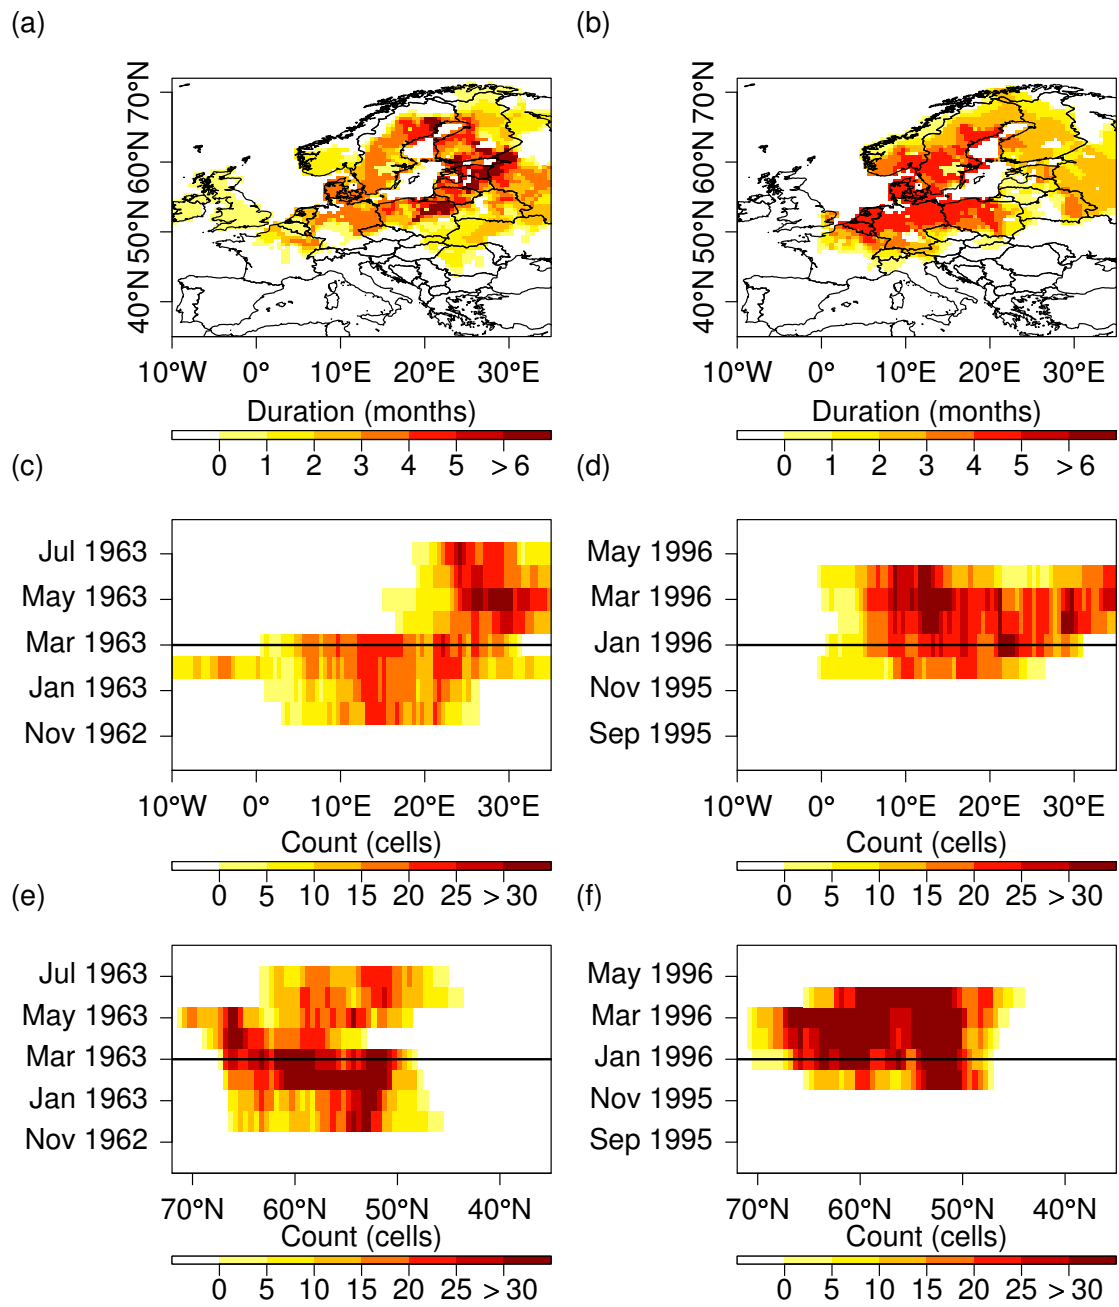 (a)
(b)
70°N
60°N
50°N
40°N
70°N
60°N
50°N
40°N
10°W 0° 10°E 20°E 30°E
10°W 0° 10°E 20°E 30°E
Duration (months)
Duration (months)
0 1 2 3 4 5 >6
0 1 2 3 4 5 >6
(c)
(d)
Jul 1963
May 1963
Mar 1963
Jan 1963
Nov 1962
May 1996
Mar 1996
Jan 1996
Nov 1995
Sep 1995
10°W 0° 10°E 20°E 30°E
10°W 0° 10°E 20°E 30°E
Count (cells)
Count (cells)
0 5 10 15 20 25 >30
0 5 10 15 20 25 >30
(e)
(f)
Jul 1963
May 1963
Mar 1963
Jan 1963
Nov 1962
May 1996
Mar 1996
Jan 1996
Nov 1995
Sep 1995
70°N 60°N 50°N 40°N
70°N 60°N 50°N 40°N
Count (cells)
Count (cells)
0 5 10 15 20 25 >30
0 5 10 15 20 25 >30